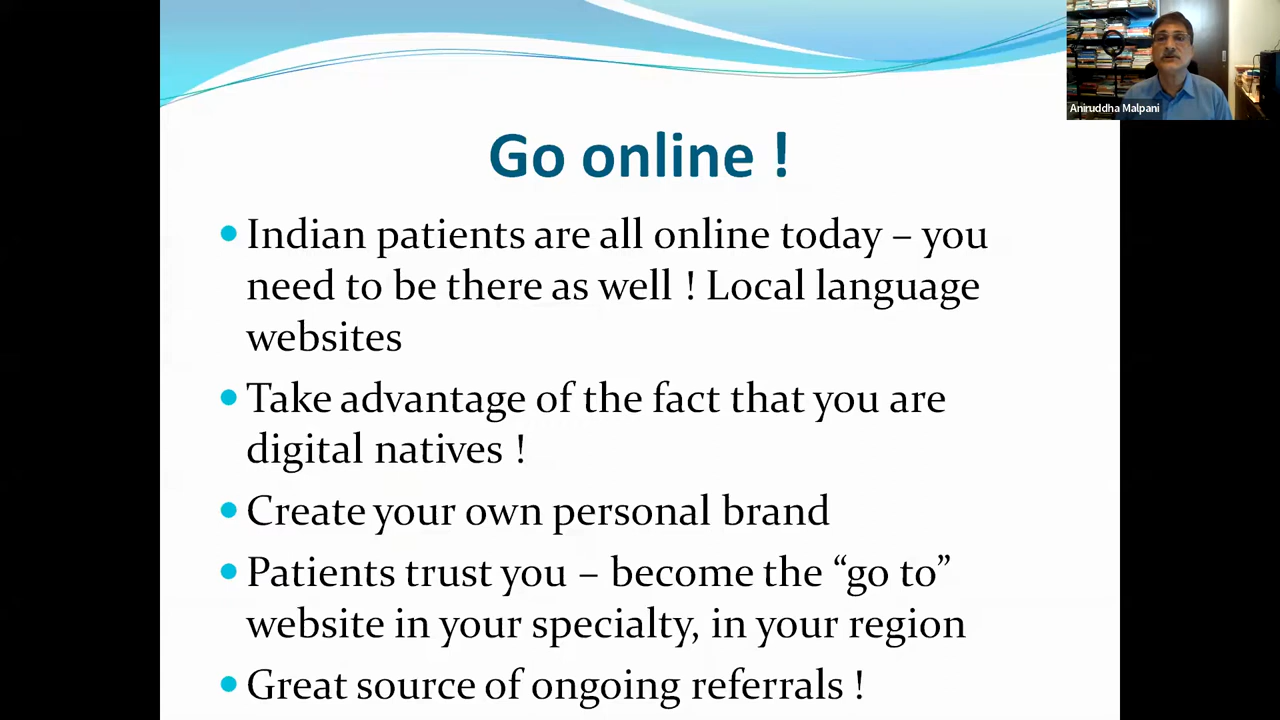 Aniruddha Malpani
Go online !
Indian patients are all online today – you
need to be there as well ! Local language
websites
Take advantage of the fact that you are
digital natives !
Create your own personal brand
Patients trust you – become the “go to”
website in your specialty, in your region
Great source of ongoing referrals !